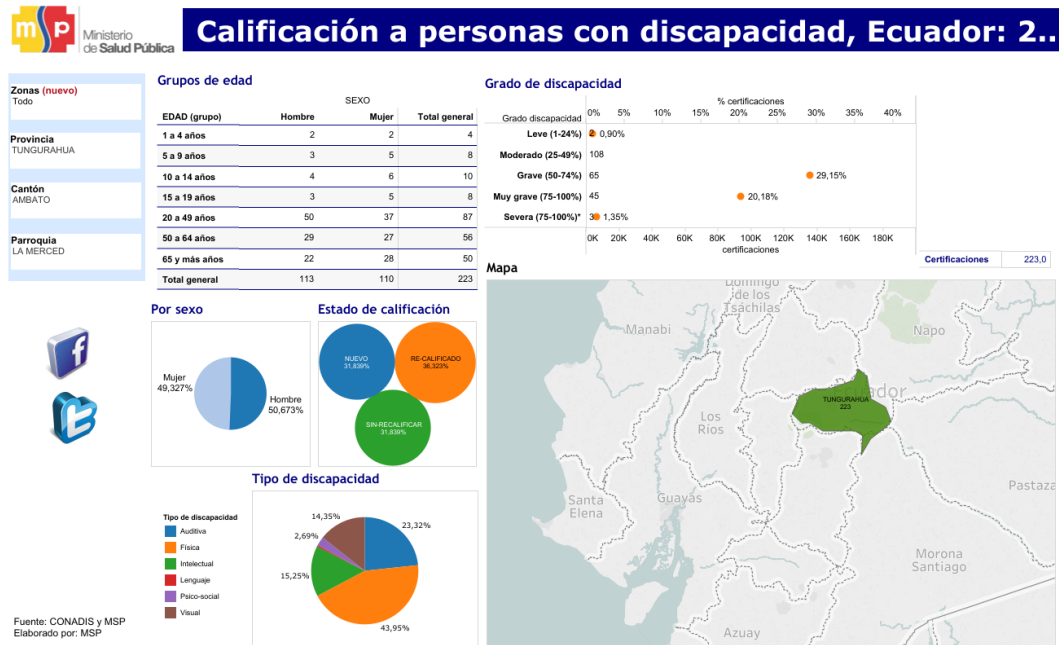 msp
Ministerio
de Salud Pública
Calificación a personas con discapacidad, Ecuador: 2..
Zonas (nuevo)
Todo
Provincia
TUNGURAHUA
Cantón
AMBATO
Parroquia
LA MERCED
Grupos de edad
SEXO
EDAD (grupo) Hombre Mujer Total general
1 a 4 años 2 2 4
5 a 9 años 3 5 8
10 a 14 años 4 6 10
15 a 19 años 3 5 8
20 a 49 años 50 37 87
50 a 64 años 29 27 56
65 y más años 22 28 50
Total general 113 110 223
Grado de discapacidad
% certificaciones
Grado discapacidad 0% 5% 10% 15% 20% 25% 30% 35% 40%
Leve (1-24%) 2 0,90%
Moderado (25-49%) 108
Grave (50-74%) 65 29,15%
Muy grave (75-100%) 45 20,18%
Severa (75-100%)* 3 1,35%
0K 20K 40K 60K 80K 100K 120K 140K 160K 180K
certificaciones
Certificaciones 223,0
Por sexo
Mujer
49,327%
Hombre
50,673%
Estado de calificación
NUEVO
31,839%
RE-CALIFICADO
36,323%
SIN-RECALIFICAR
31,839%
Tipo de discapacidad
Tipo de discapacidad
Auditiva
Física
Intelectual
Lenguaje
Psico-social
Visual
14,35%
23,32%
2,69%
15,25%
43,95%
Mapa
Domingo
de los
Tsáchilas
Manabi
Napo
Ecuador
TUNGURAHUA
223
Los
Ríos
Santa
Elena
Guayas
Pastaza
Morona
Santiago
Azuay
Fuente: CONADIS y MSP
Elaborado por: MSP